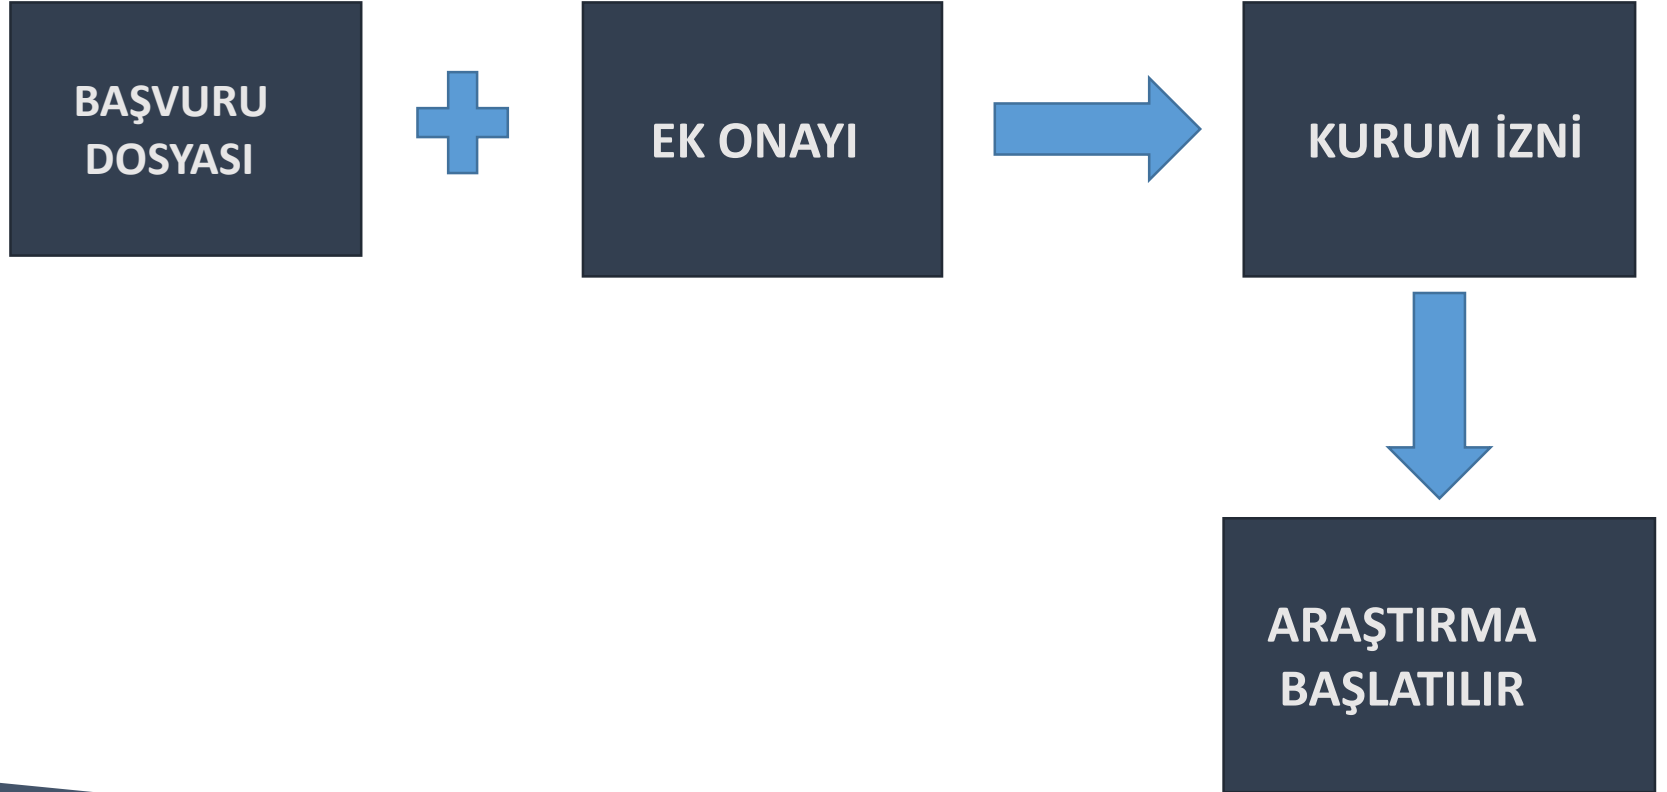 BAŞVURU
DOSYASI
EK ONAYI
KURUM İZNİ
ARAŞTIRMA
BAŞLATILIR